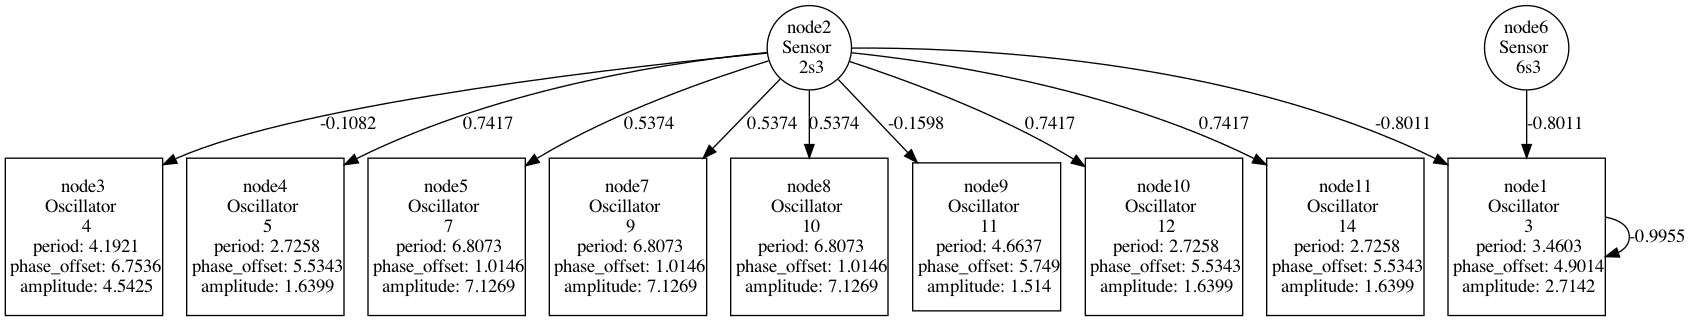 node2
Sensor
2s3
node6
Sensor
6s3
-0.1082
0.7417
0.5374
0.5374
0.5374
-0.1598
0.7417
0.7417
-0.8011
-0.8011
node3
Oscillator
4
period: 4.1921
phase_offset: 6.7536
amplitude: 4.5425
node4
Oscillator
5
period: 2.7258
phase_offset: 5.5343
amplitude: 1.6399
node5
Oscillator
7
period: 6.8073
phase_offset: 1.0146
amplitude: 7.1269
node7
Oscillator
9
period: 6.8073
phase_offset: 1.0146
amplitude: 7.1269
node8
Oscillator
10
period: 6.8073
phase_offset: 1.0146
amplitude: 7.1269
node9
Oscillator
11
period: 4.6637
phase_offset: 5.749
amplitude: 1.514
node10
Oscillator
12
period: 2.7258
phase_offset: 5.5343
amplitude: 1.6399
node11
Oscillator
14
period: 2.7258
phase_offset: 5.5343
amplitude: 1.6399
node1
Oscillator
3
period: 3.4603
phase_offset: 4.9014
amplitude: 2.7142
-0.9955